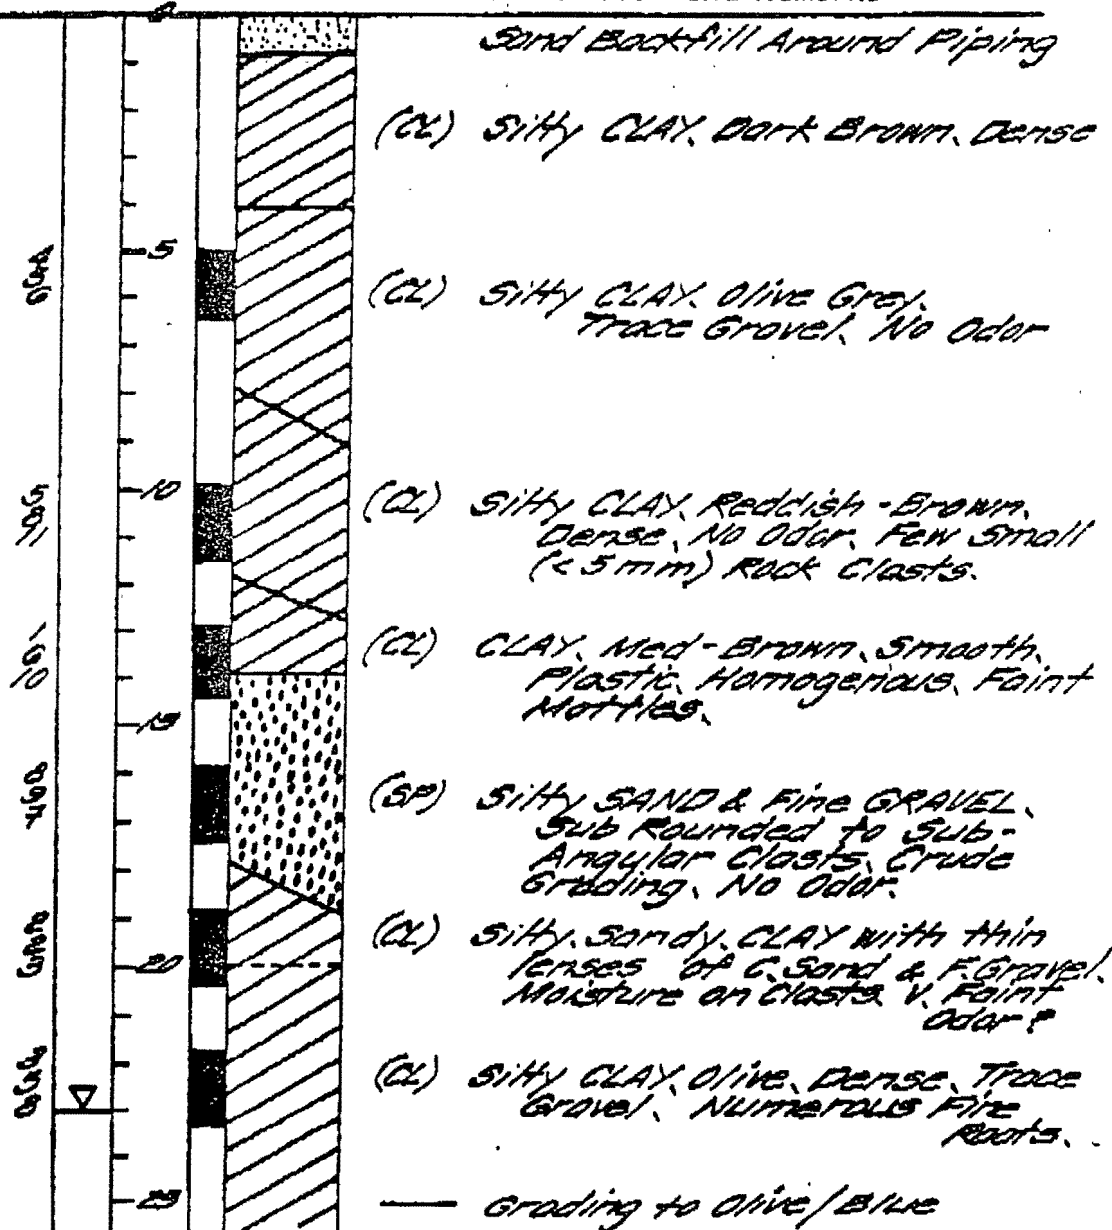 0
Sand Backfill Around Piping
(CL) Silty CLAY, Dark Brown, Dense
5
(CL) Silty CLAY, Olive Grey,
Trace Gravel, No Odor
10
(CL) Silty CLAY, Reddish-Brown,
Dense, No Odor, Few Small
(<5mm) Rock Clasts.
(CL) CLAY, Med-Brown, Smooth,
Plastic, Homogenous, Faint
Mottles,
15
(SP) Silty SAND & Fine GRAVEL,
Sub Rounded to Sub-
Angular Clasts, Crude
Grading, No Odor.
(CL) Silty, Sandy, CLAY with thin
20
lenses of C.Sand & F.Gravel,
Moisture on Clasts, V. Faint
Odor?
(CL) Silty CLAY, Olive, Dense, Trace
Gravel, Numerous Fine
Roots.
25
Grading to Olive/Blue